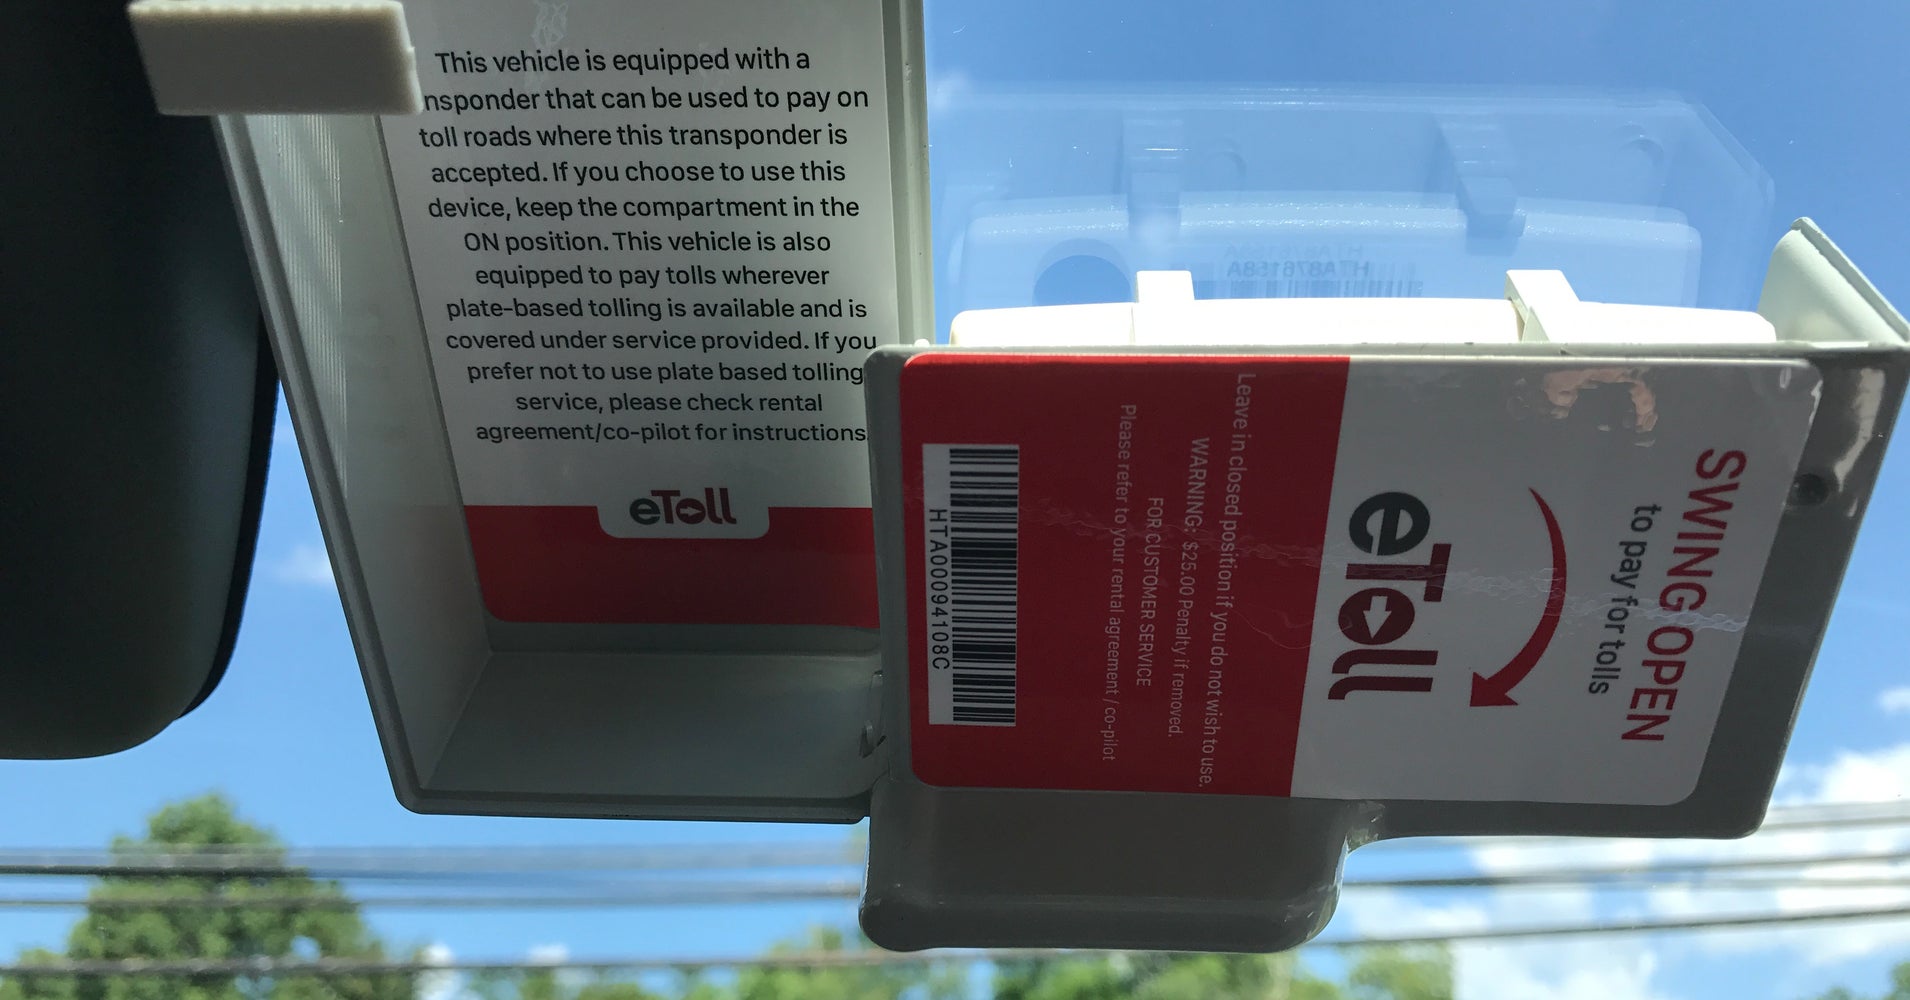 This vehicle is equipped with a
nsponder that can be used to pay on
toll roads where this transponder is
accepted. If you choose to use this
device, keep the compartment in the
ON position. This vehicle is also
equipped to pay tolls wherever
plate-based tolling is available and is
covered under service provided. If you
prefer not to use plate based tolling
service, please check rental
agreement/co-pilot for instructions.
eToll
SWING OPEN
to pay for tolls
eToll
Leave in closed position if you do not wish to use.
WARNING: $25.00 Penalty if removed.
FOR CUSTOMER SERVICE
Please refer to your rental agreement / co-pilot
HTA00094108C
HTA876158A